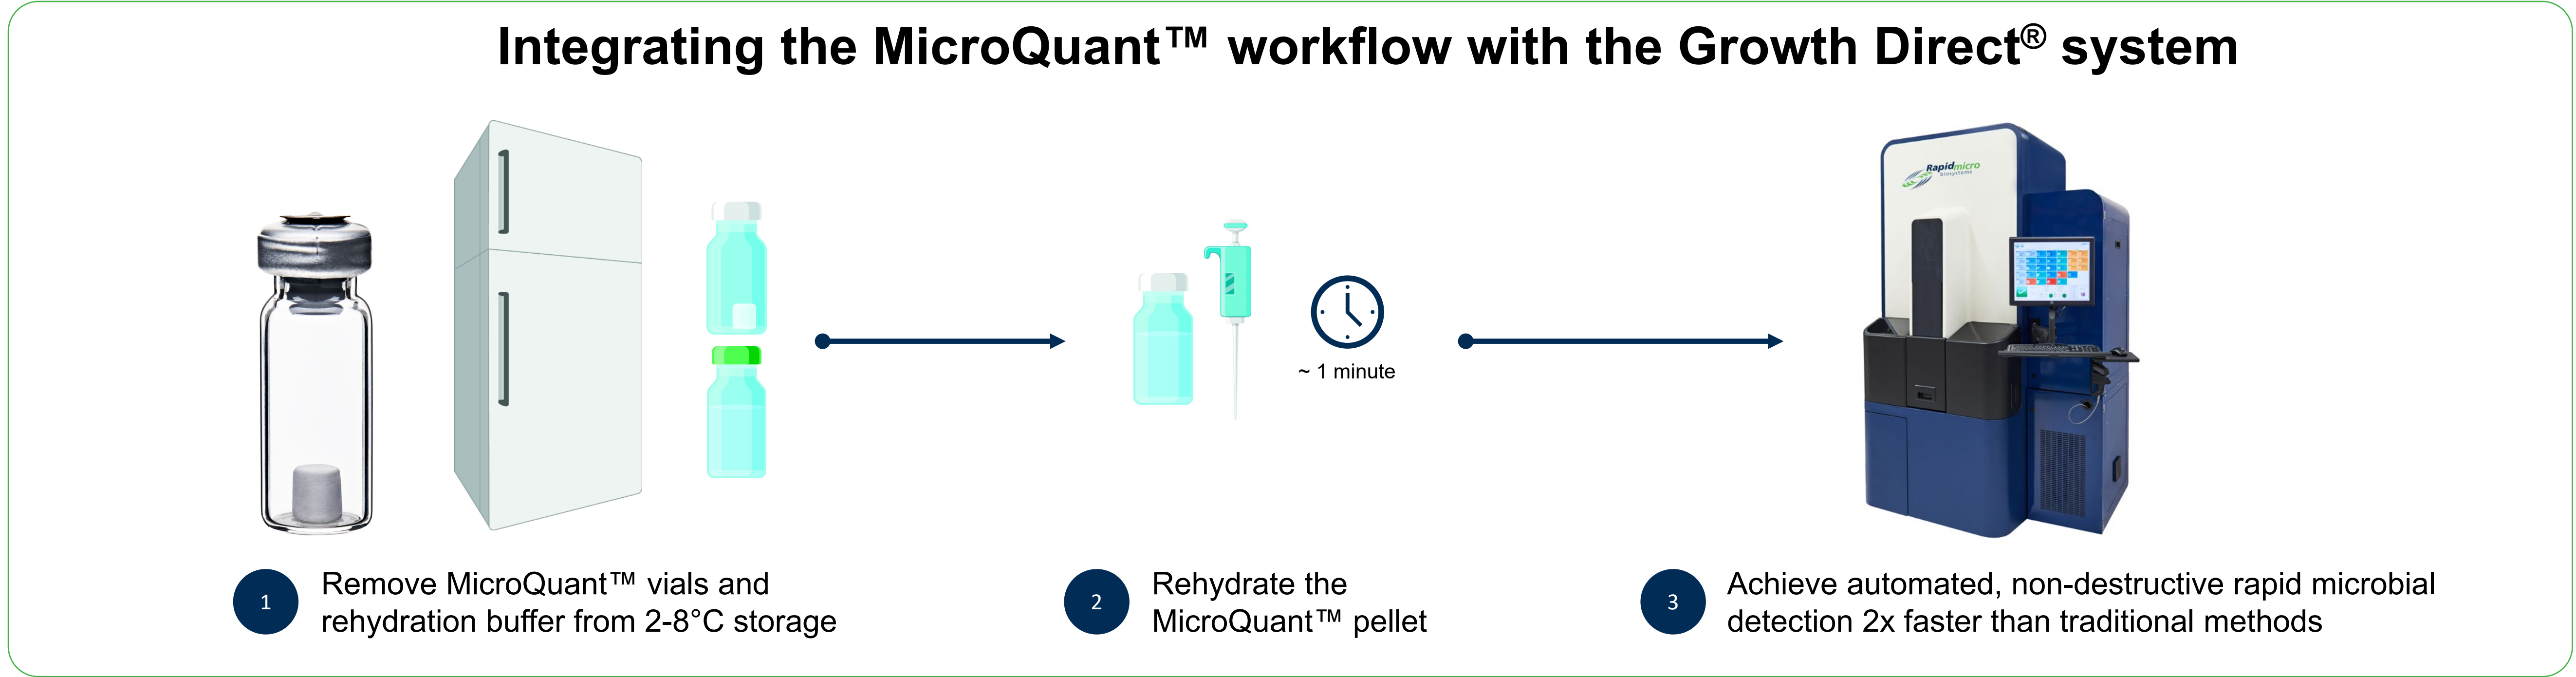 Integrating the MicroQuant™ workflow with the Growth Direct® system
Rapidmicro
biosystems
~ 1 minute
1
Remove MicroQuant™ vials and
rehydration buffer from 2-8°C storage
2
Rehydrate the
MicroQuant™ pellet
3
Achieve automated, non-destructive rapid microbial
detection 2x faster than traditional methods